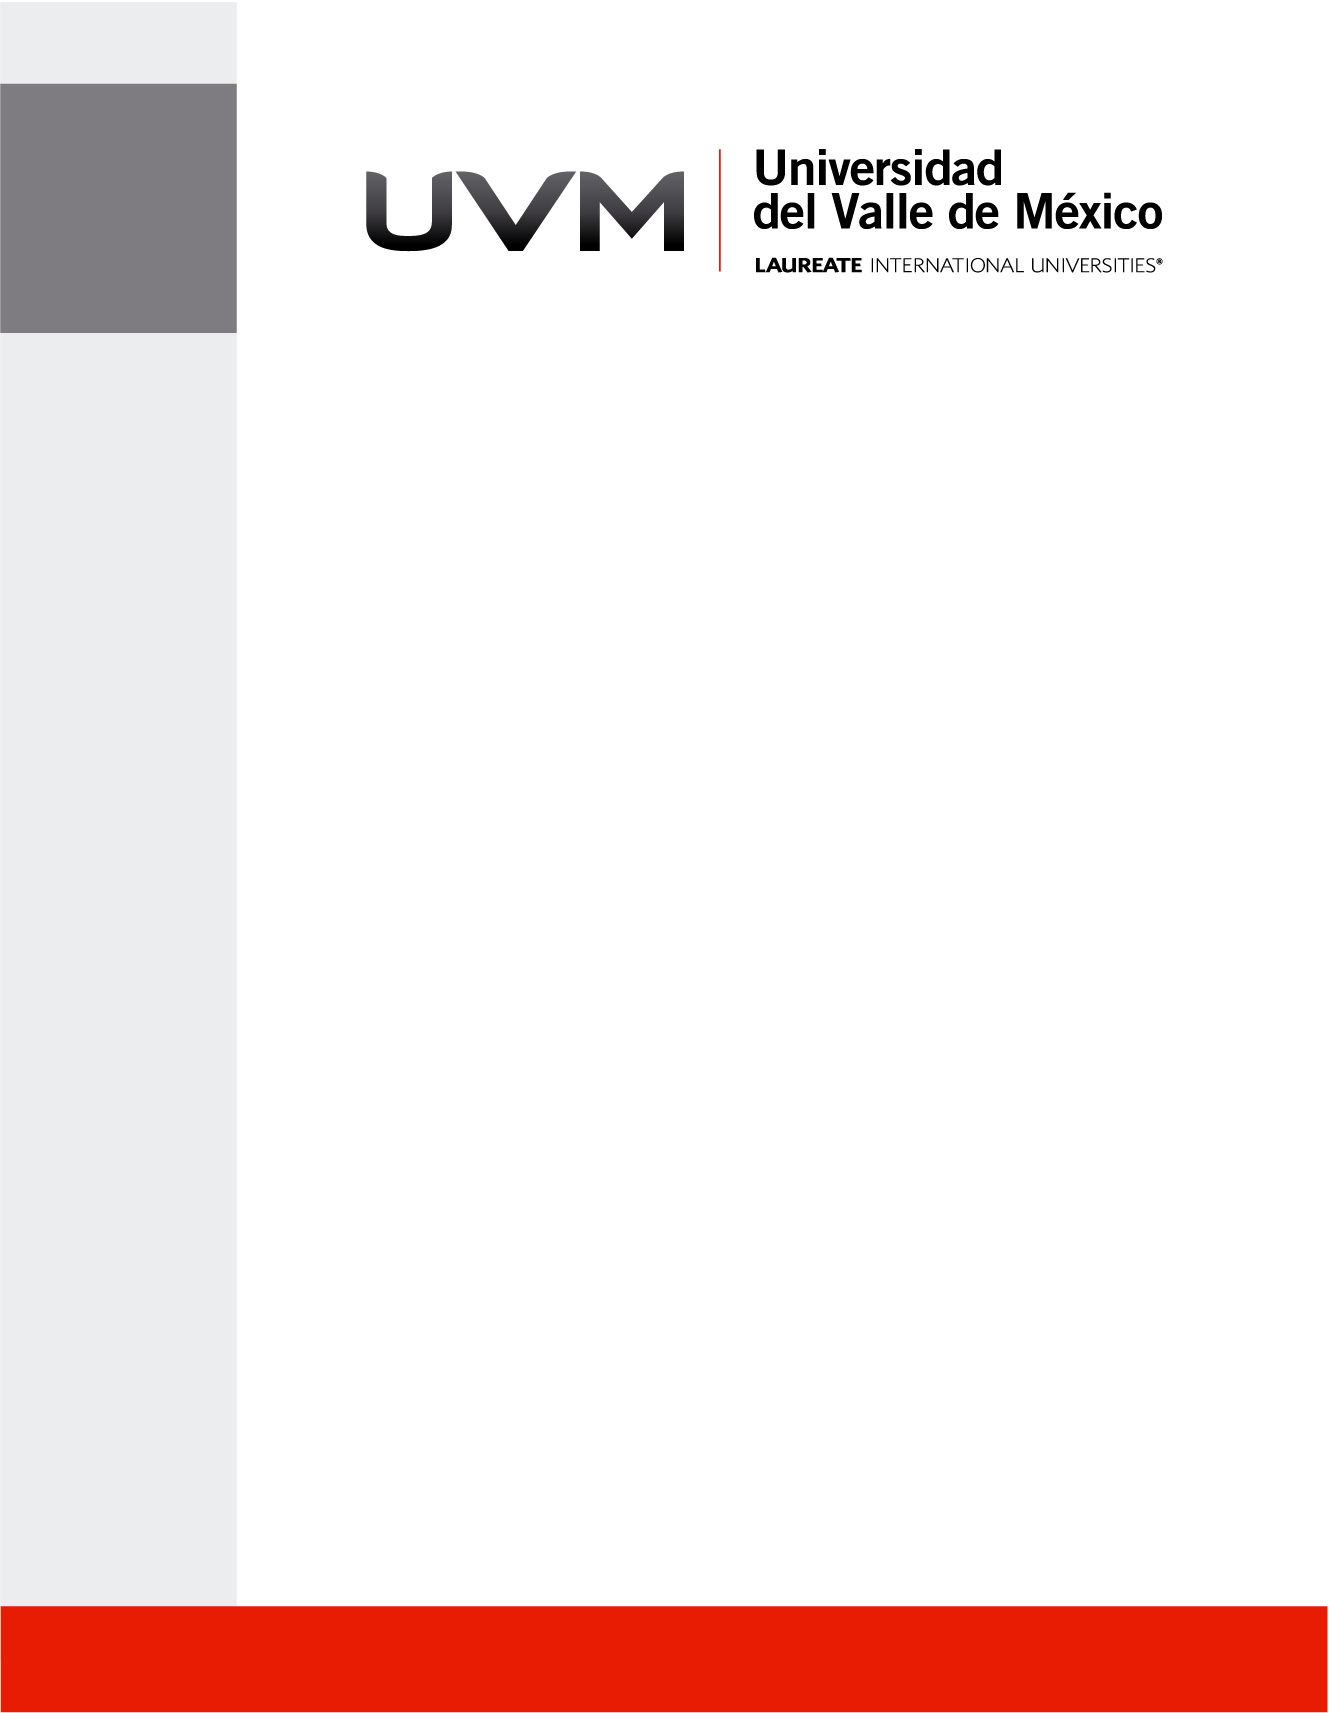 UVM
Universidad
del Valle de México
LAUREATE INTERNATIONAL UNIVERSITIES®